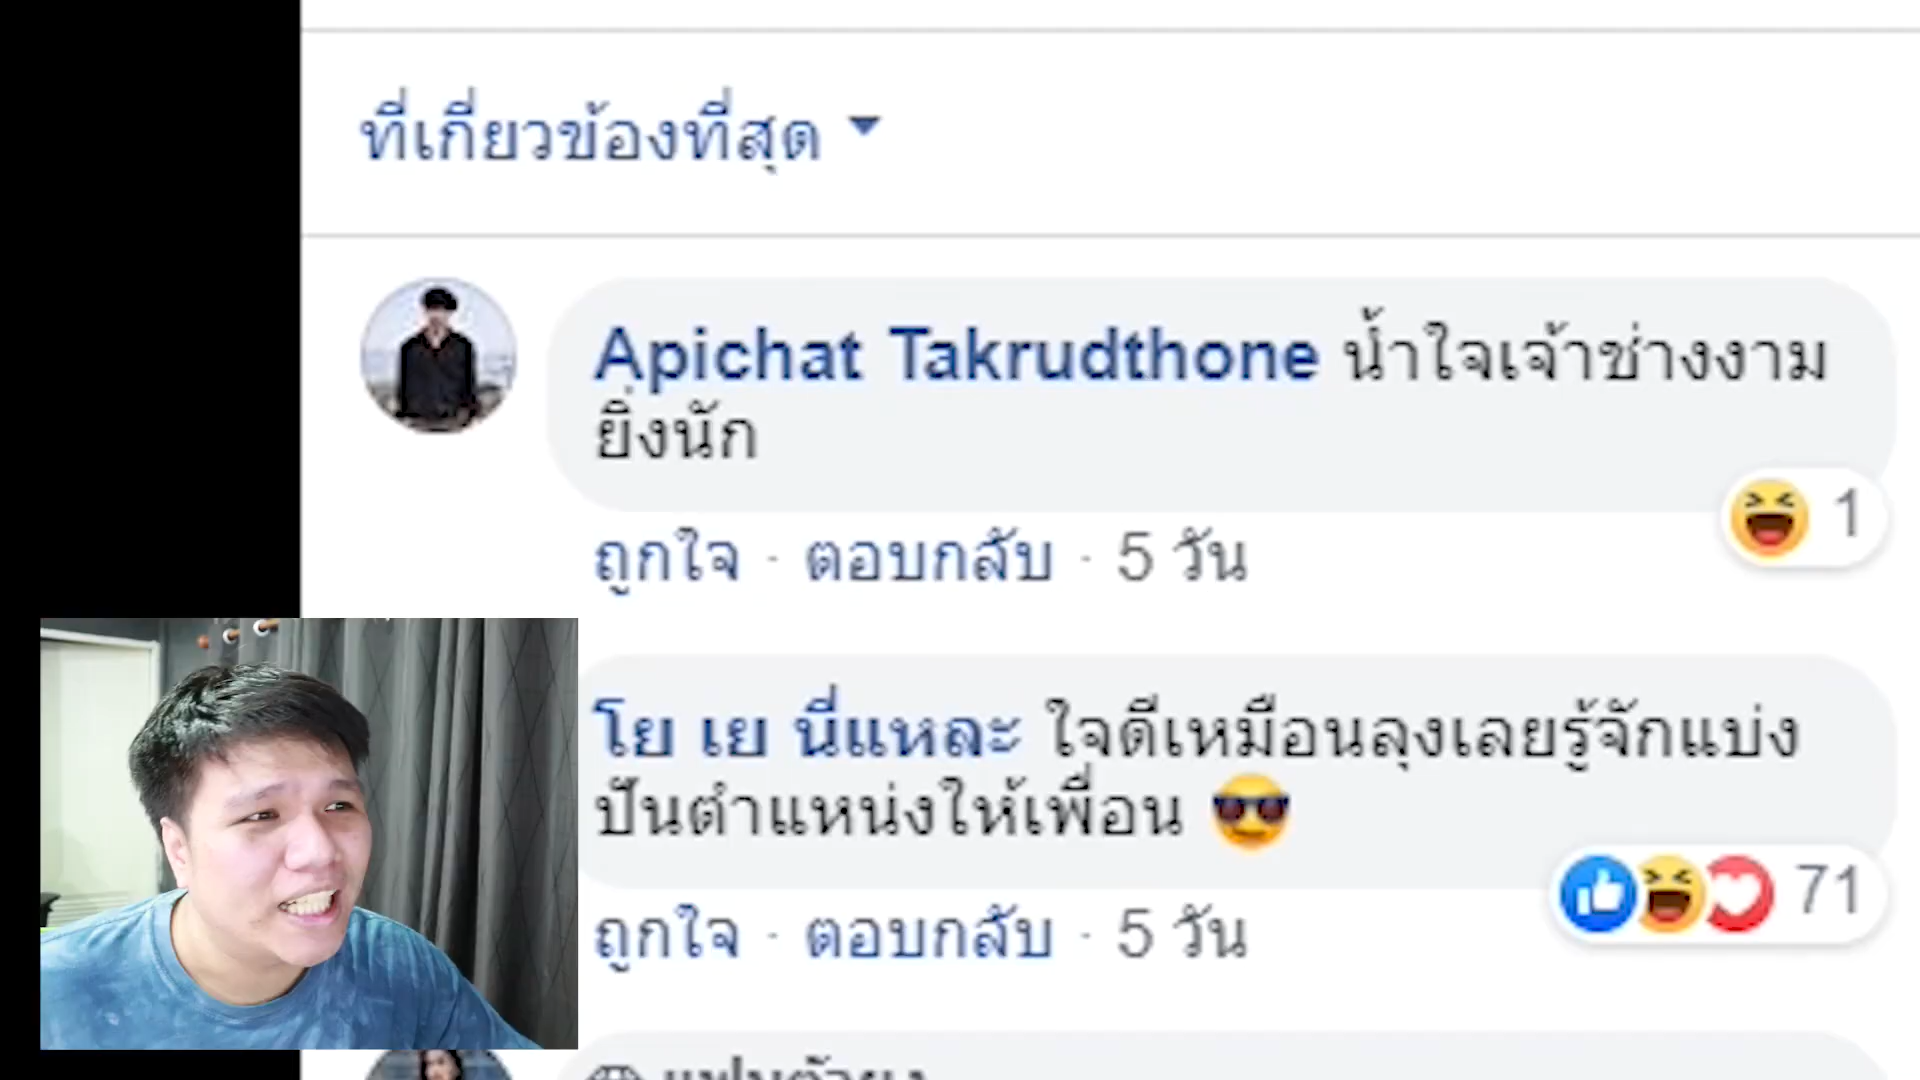 ที่เกี่ยวข้องที่สุด
Apichat Takrudthone น้ำใจเจ้าช่างงาม
ยิ่งนัก
1
ถูกใจ · ตอบกลับ · 5 วัน
โย เย นี่แหละ ใจดีเหมือนลุงเลยรู้จักแบ่ง
ปันตำแหน่งให้เพื่อน 😎
71
ถูกใจ · ตอบกลับ · 5 วัน